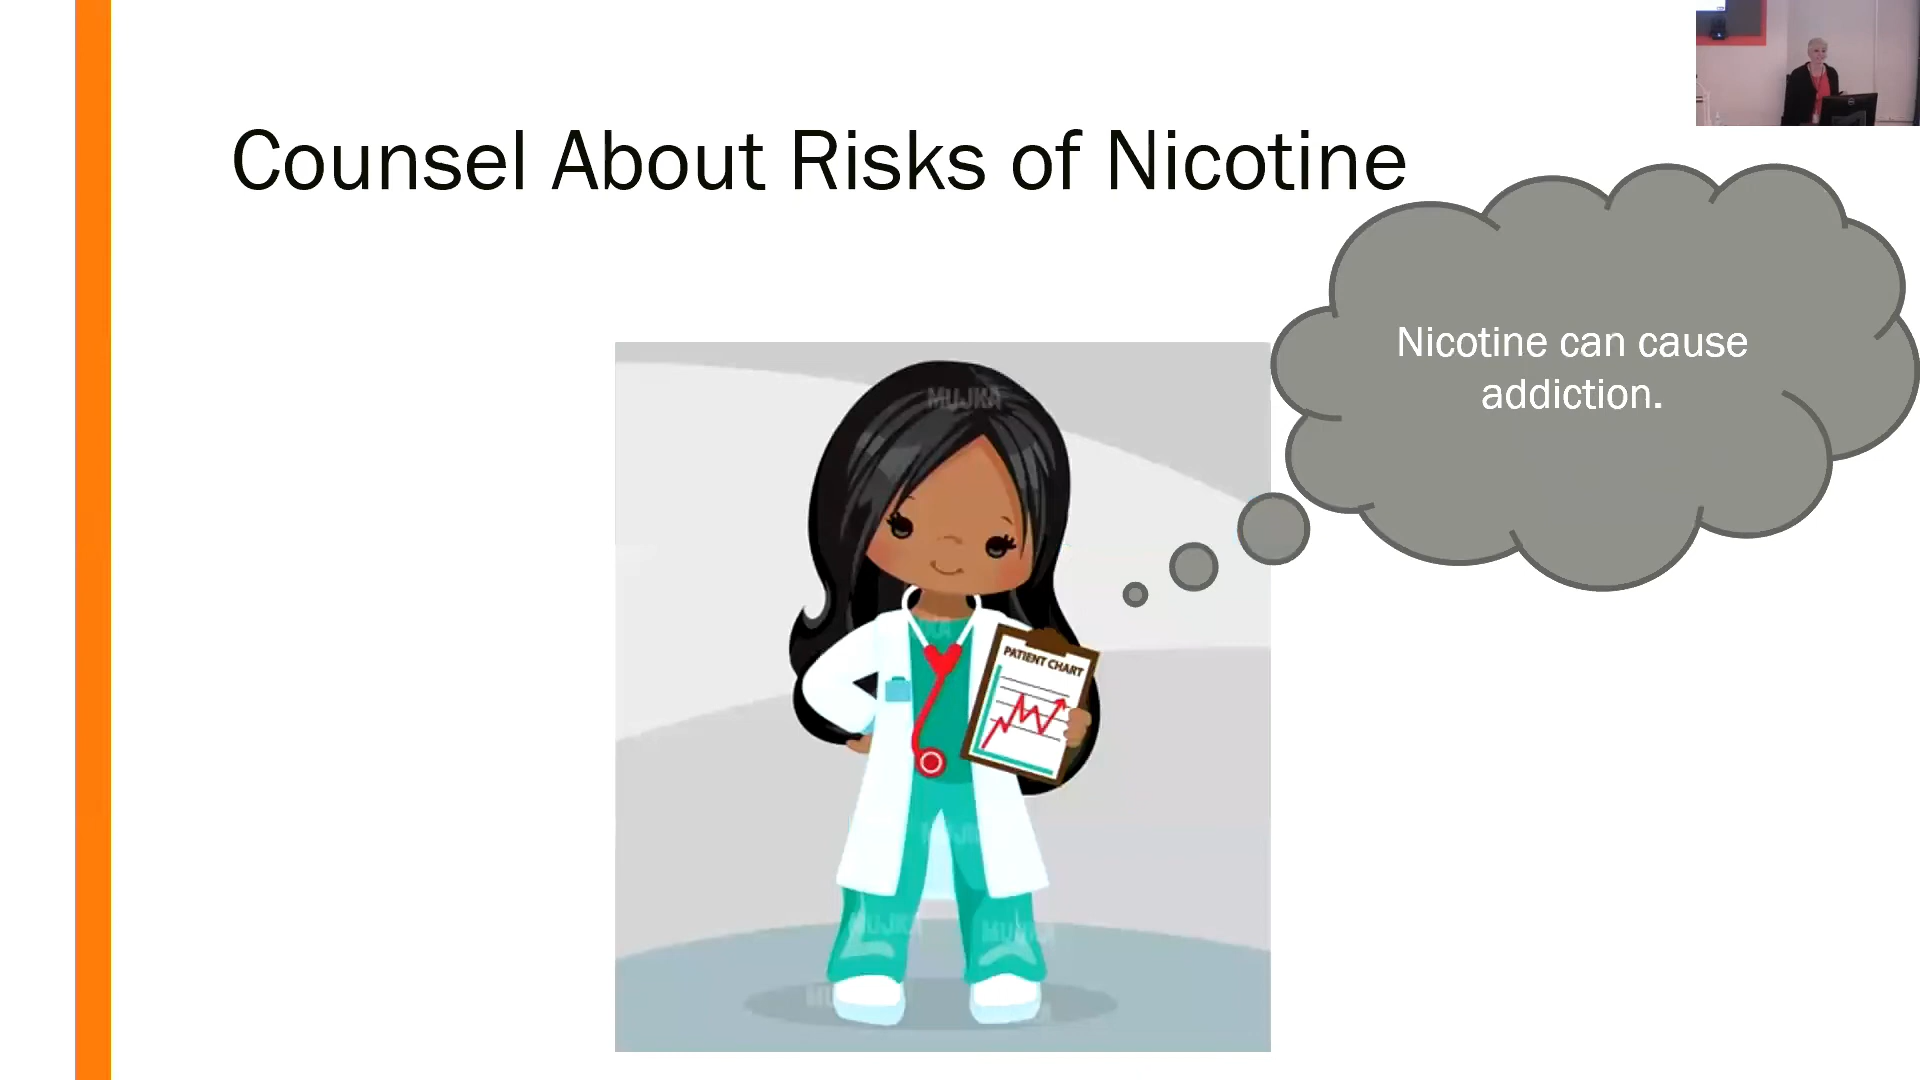 Counsel About Risks of Nicotine
Nicotine can cause
addiction.
MUJKA
PATIENT CHART